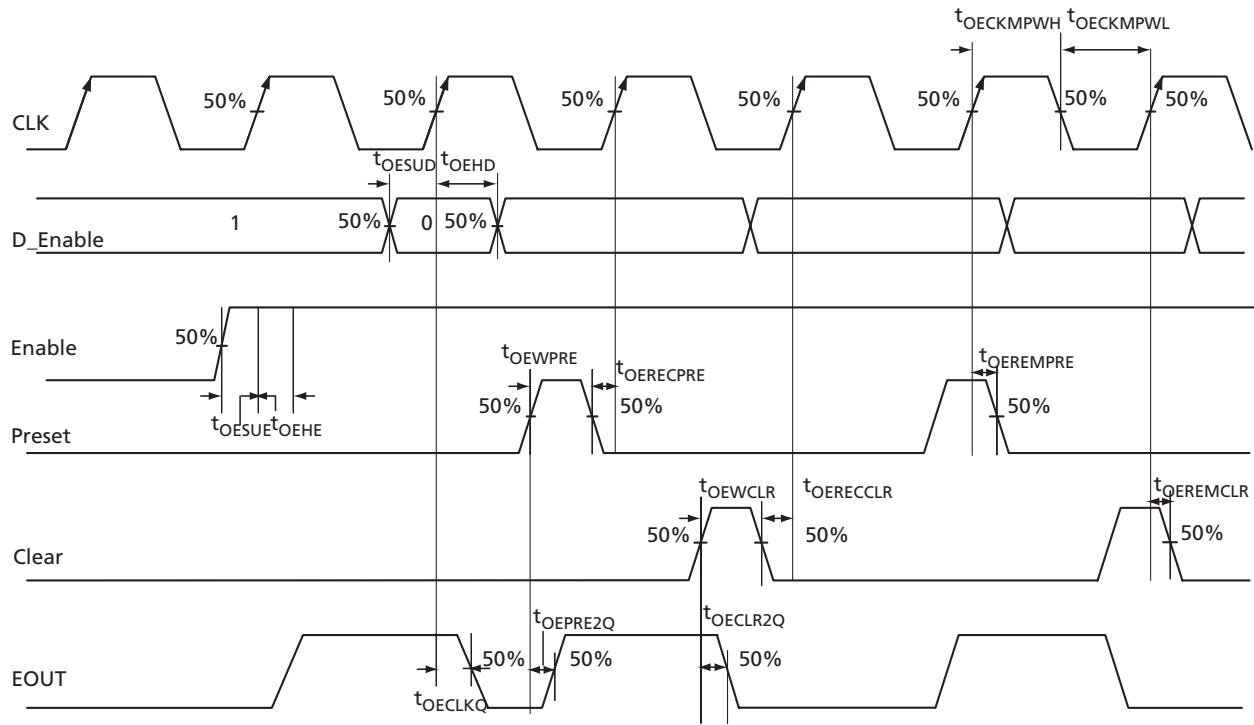 tOECKMPWH tOECKMPWL
50% 50% 50% 50% 50% 50% 50%
CLK
tOESUD tOEHD
1 50% 0 50%
D_Enable
50%
Enable
tOEWPRE tOERECPRE tOEREMPRE
50% 50% 50%
tOESUE tOEHE
Preset
tOEWCLR tOERECCLR tOEREMCLR
50% 50% 50%
Clear
tOEPRE2Q tOECLR2Q
50% 50% 50%
EOUT
tOECLKQ